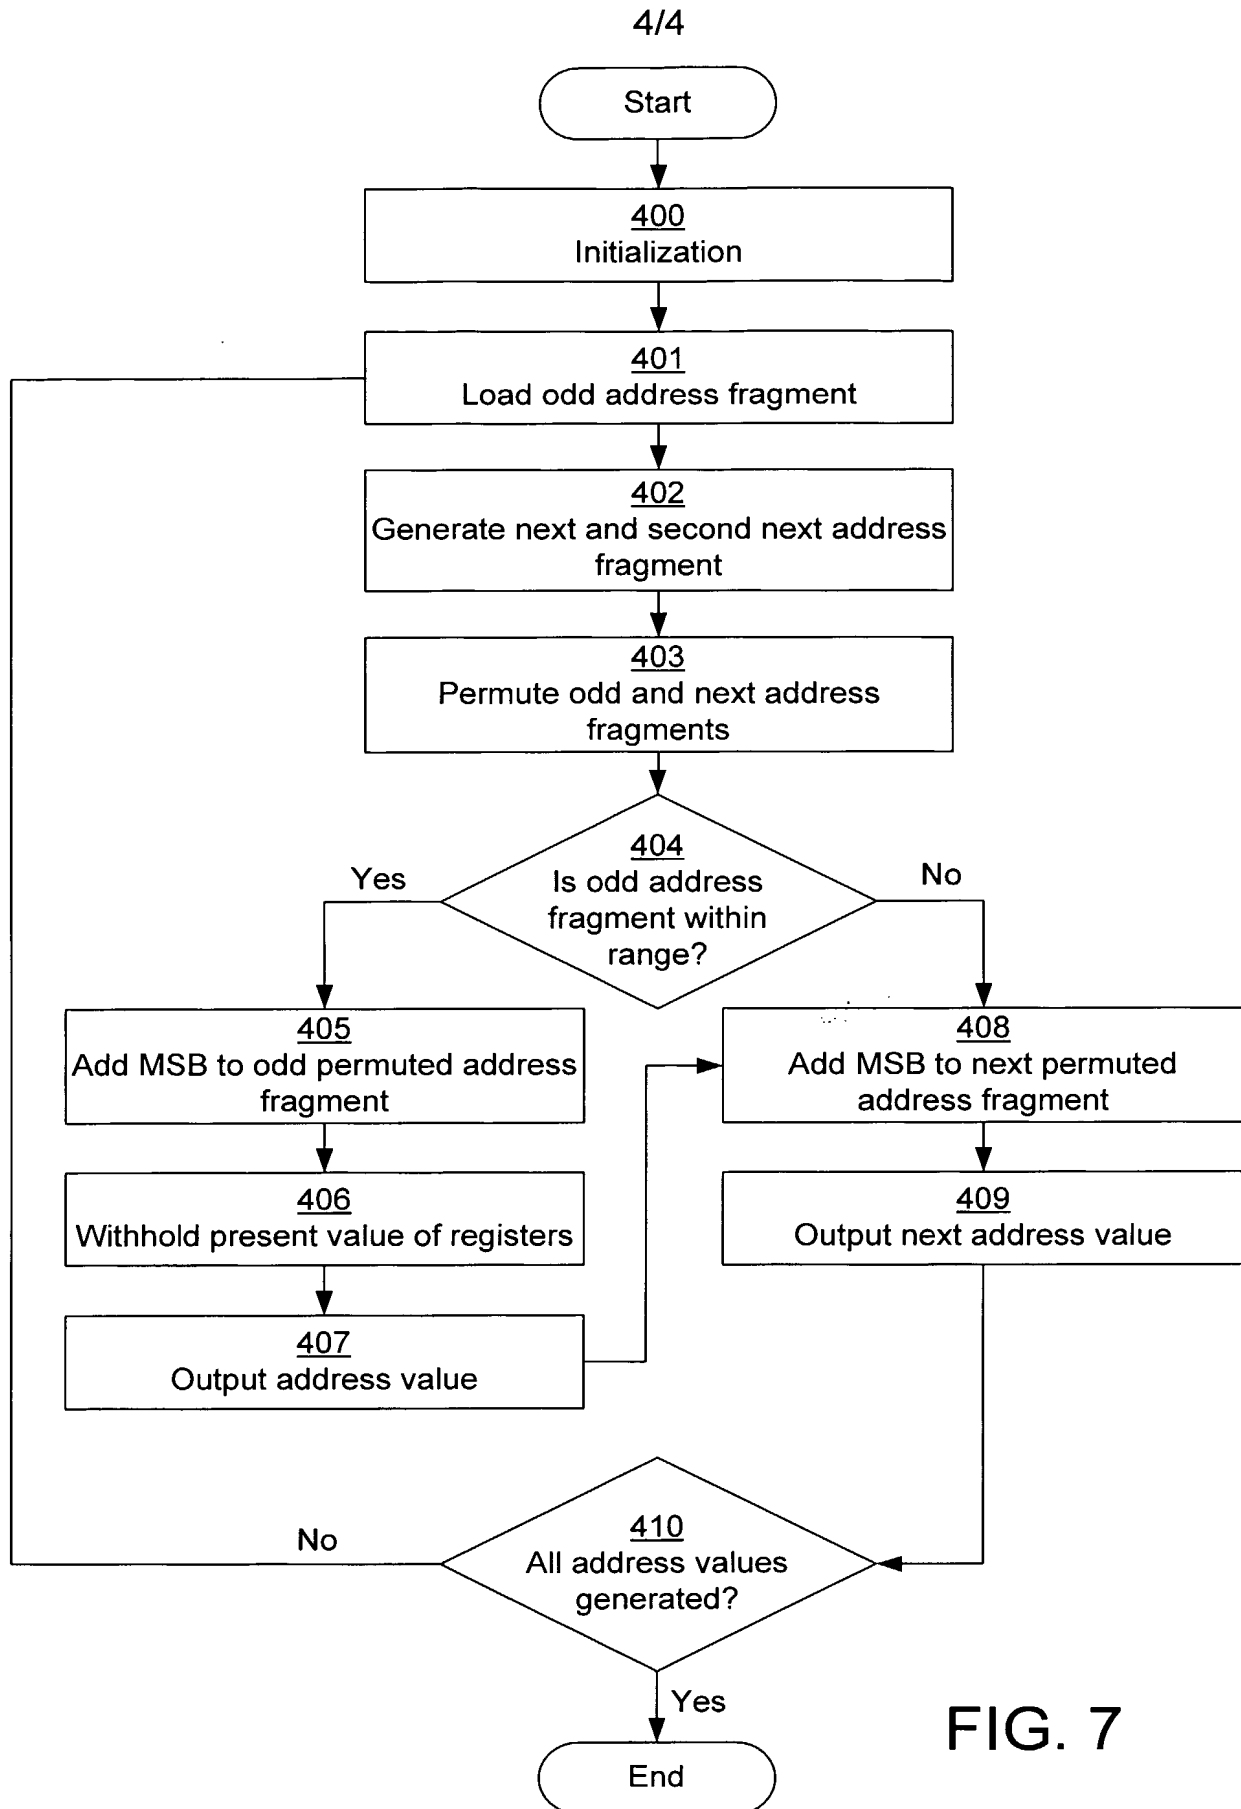 4/4
Start
400
Initialization
401
Load odd address fragment
402
Generate next and second next address
fragment
403
Permute odd and next address
fragments
404
Is odd address
fragment within
range?
Yes
No
405
Add MSB to odd permuted address
fragment
406
Withhold present value of registers
407
Output address value
408
Add MSB to next permuted
address fragment
409
Output next address value
410
All address values
generated?
No
Yes
End
FIG. 7